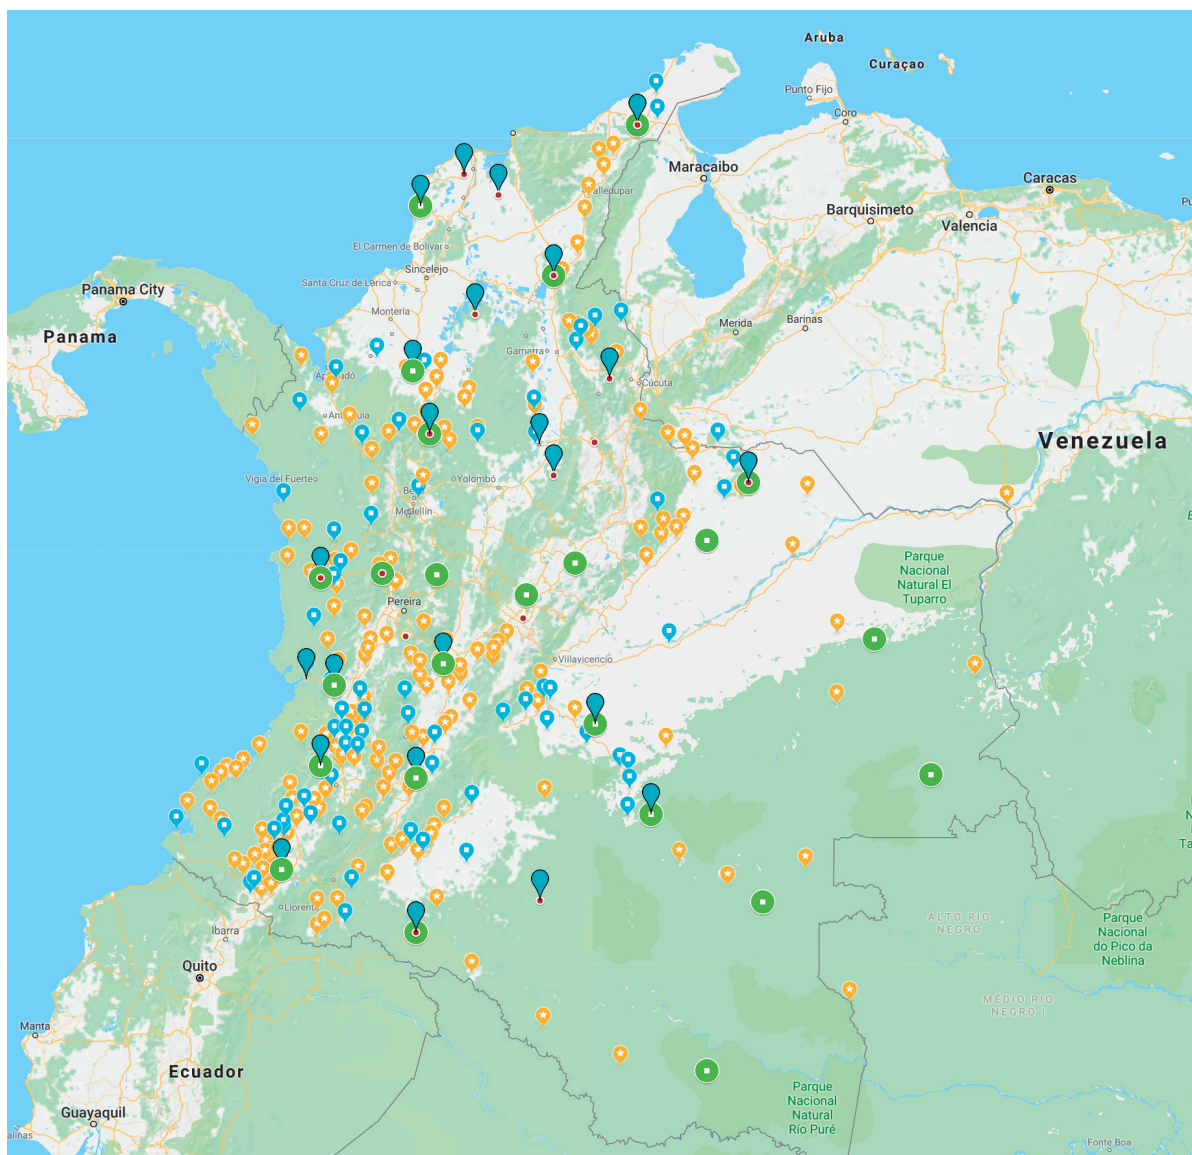 Aruba
Curaçao
Punto Fijo
Coro
Maracaibo
Caracas
Valledupar
Barquisimeto
Valencia
El Carmen de Bolívar
Sincelejo
Santa Cruz de Lorica
Panama City
Montería
Panama
Merida
Barinas
Gamarra
Cúcuta
Venezuela
Vigía del Fuerte
Yolombó
Medellín
Parque
Nacional
Natural El
Tuparro
Pereira
Villavicencio
Llorente
Ibarra
ALTO RIO
NEGRO
Parque
Nacional
do Pico da
Neblina
Quito
MÉDIO RIO
NEGRO I
Manta
Ecuador
Parque
Nacional
Natural
Río Puré
Guayaquil
Fonte Boa